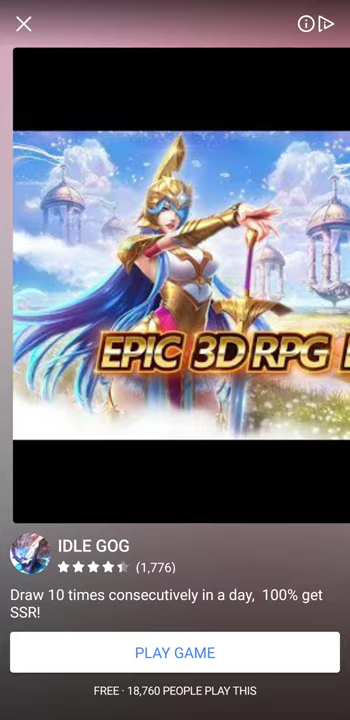 EPIC 3D RPG
IDLE GOG
(1,776)
Draw 10 times consecutively in a day, 100% get
SSR!
PLAY GAME
FREE · 18,760 PEOPLE PLAY THIS